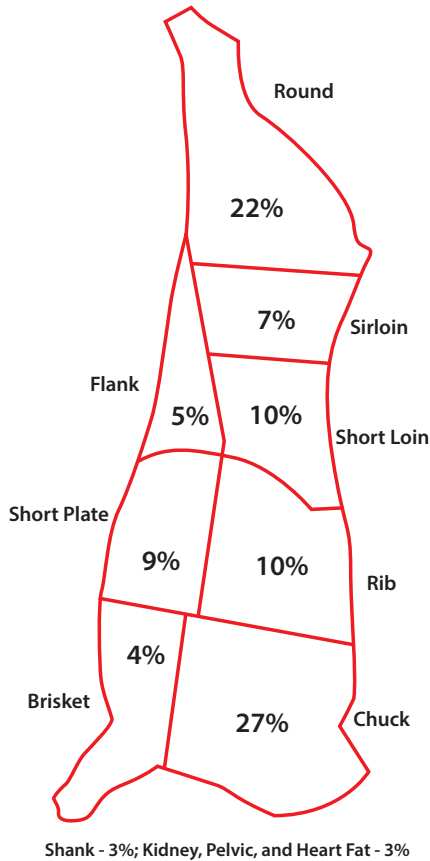 Round
22%
7%
Sirloin
Flank
5%
10%
Short Loin
Short Plate
9%
10%
Rib
4%
Brisket
27%
Chuck
Shank - 3%; Kidney, Pelvic, and Heart Fat - 3%